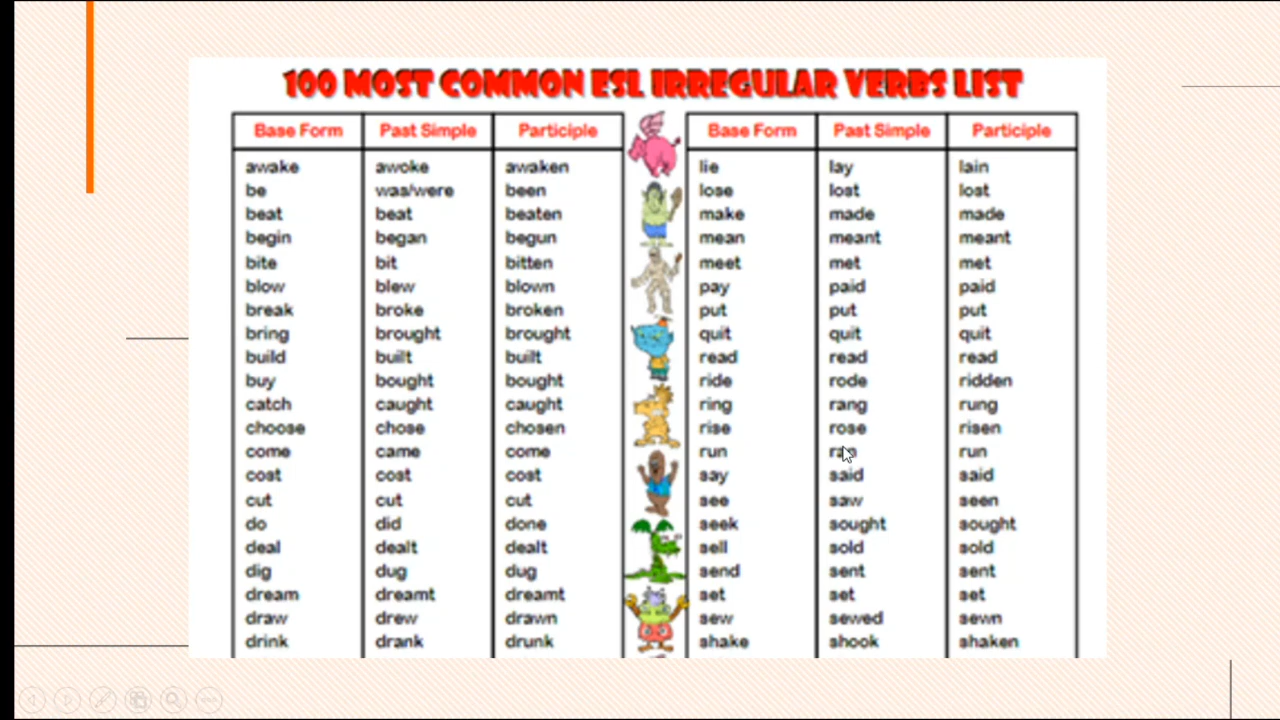 100 MOST COMMON ESL IRREGULAR VERBS LIST
Base Form Past Simple Participle
awake awoke awaken
be was/were been
beat beat beaten
begin began begun
bite bit bitten
blow blew blown
break broke broken
bring brought brought
build built built
buy bought bought
catch caught caught
choose chose chosen
come came come
cost cost cost
cut cut cut
do did done
deal dealt dealt
dig dug dug
dream dreamt dreamt
draw drew drawn
drink drank drunk
Base Form Past Simple Participle
lie lay lain
lose lost lost
make made made
mean meant meant
meet met met
pay paid paid
put put put
quit quit quit
read read read
ride rode ridden
ring rang rung
rise rose risen
run ran run
say said said
see saw seen
seek sought sought
sell sold sold
send sent sent
set set set
sew sewed sewn
shake shook shaken